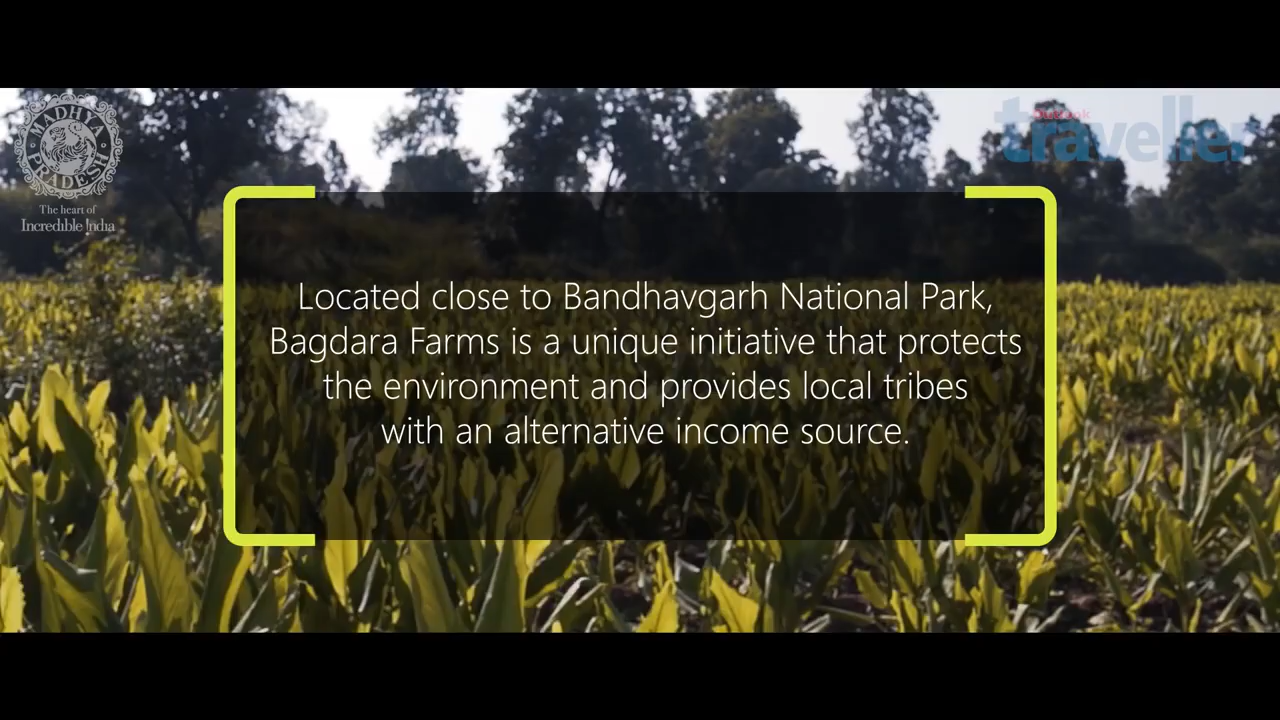 MADHYA PRADESH
The heart of
Incredible India
Outlook
traveller
Located close to Bandhavgarh National Park,
Bagdara Farms is a unique initiative that protects
the environment and provides local tribes
with an alternative income source.